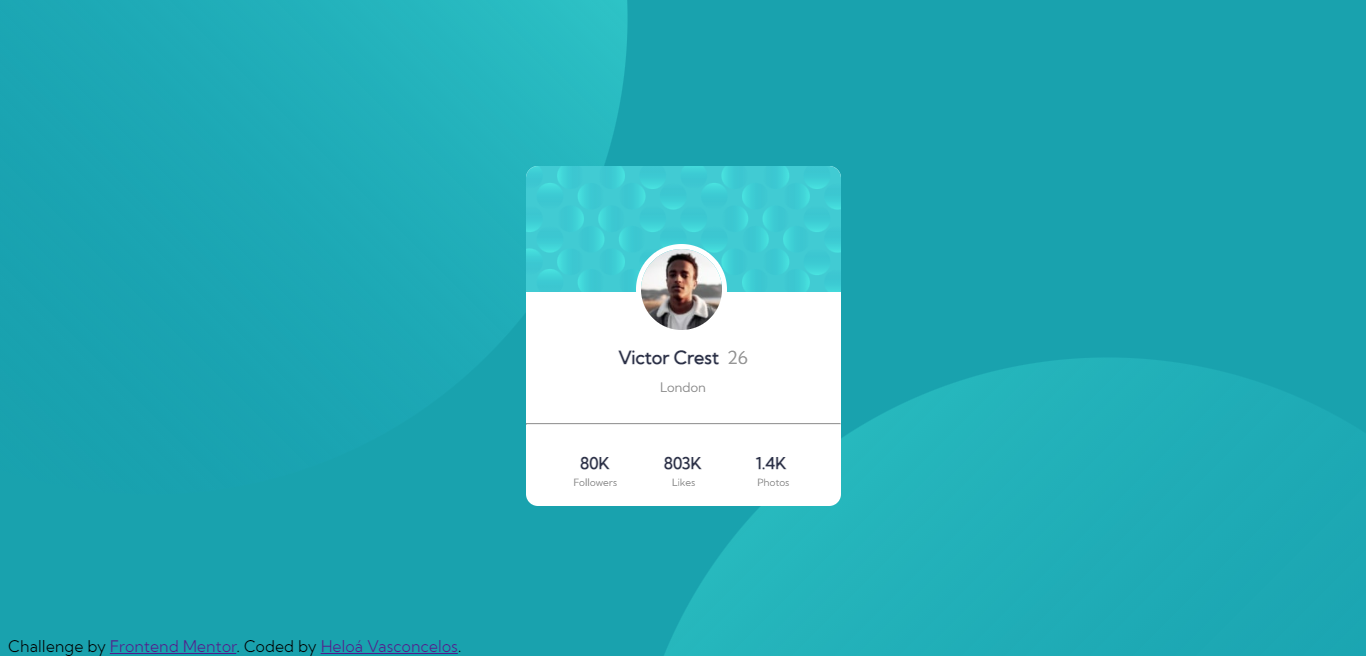 Victor Crest 26
London
80K 803K 1.4K
Followers Likes Photos
Challenge by Frontend Mentor. Coded by Heloá Vasconcelos.